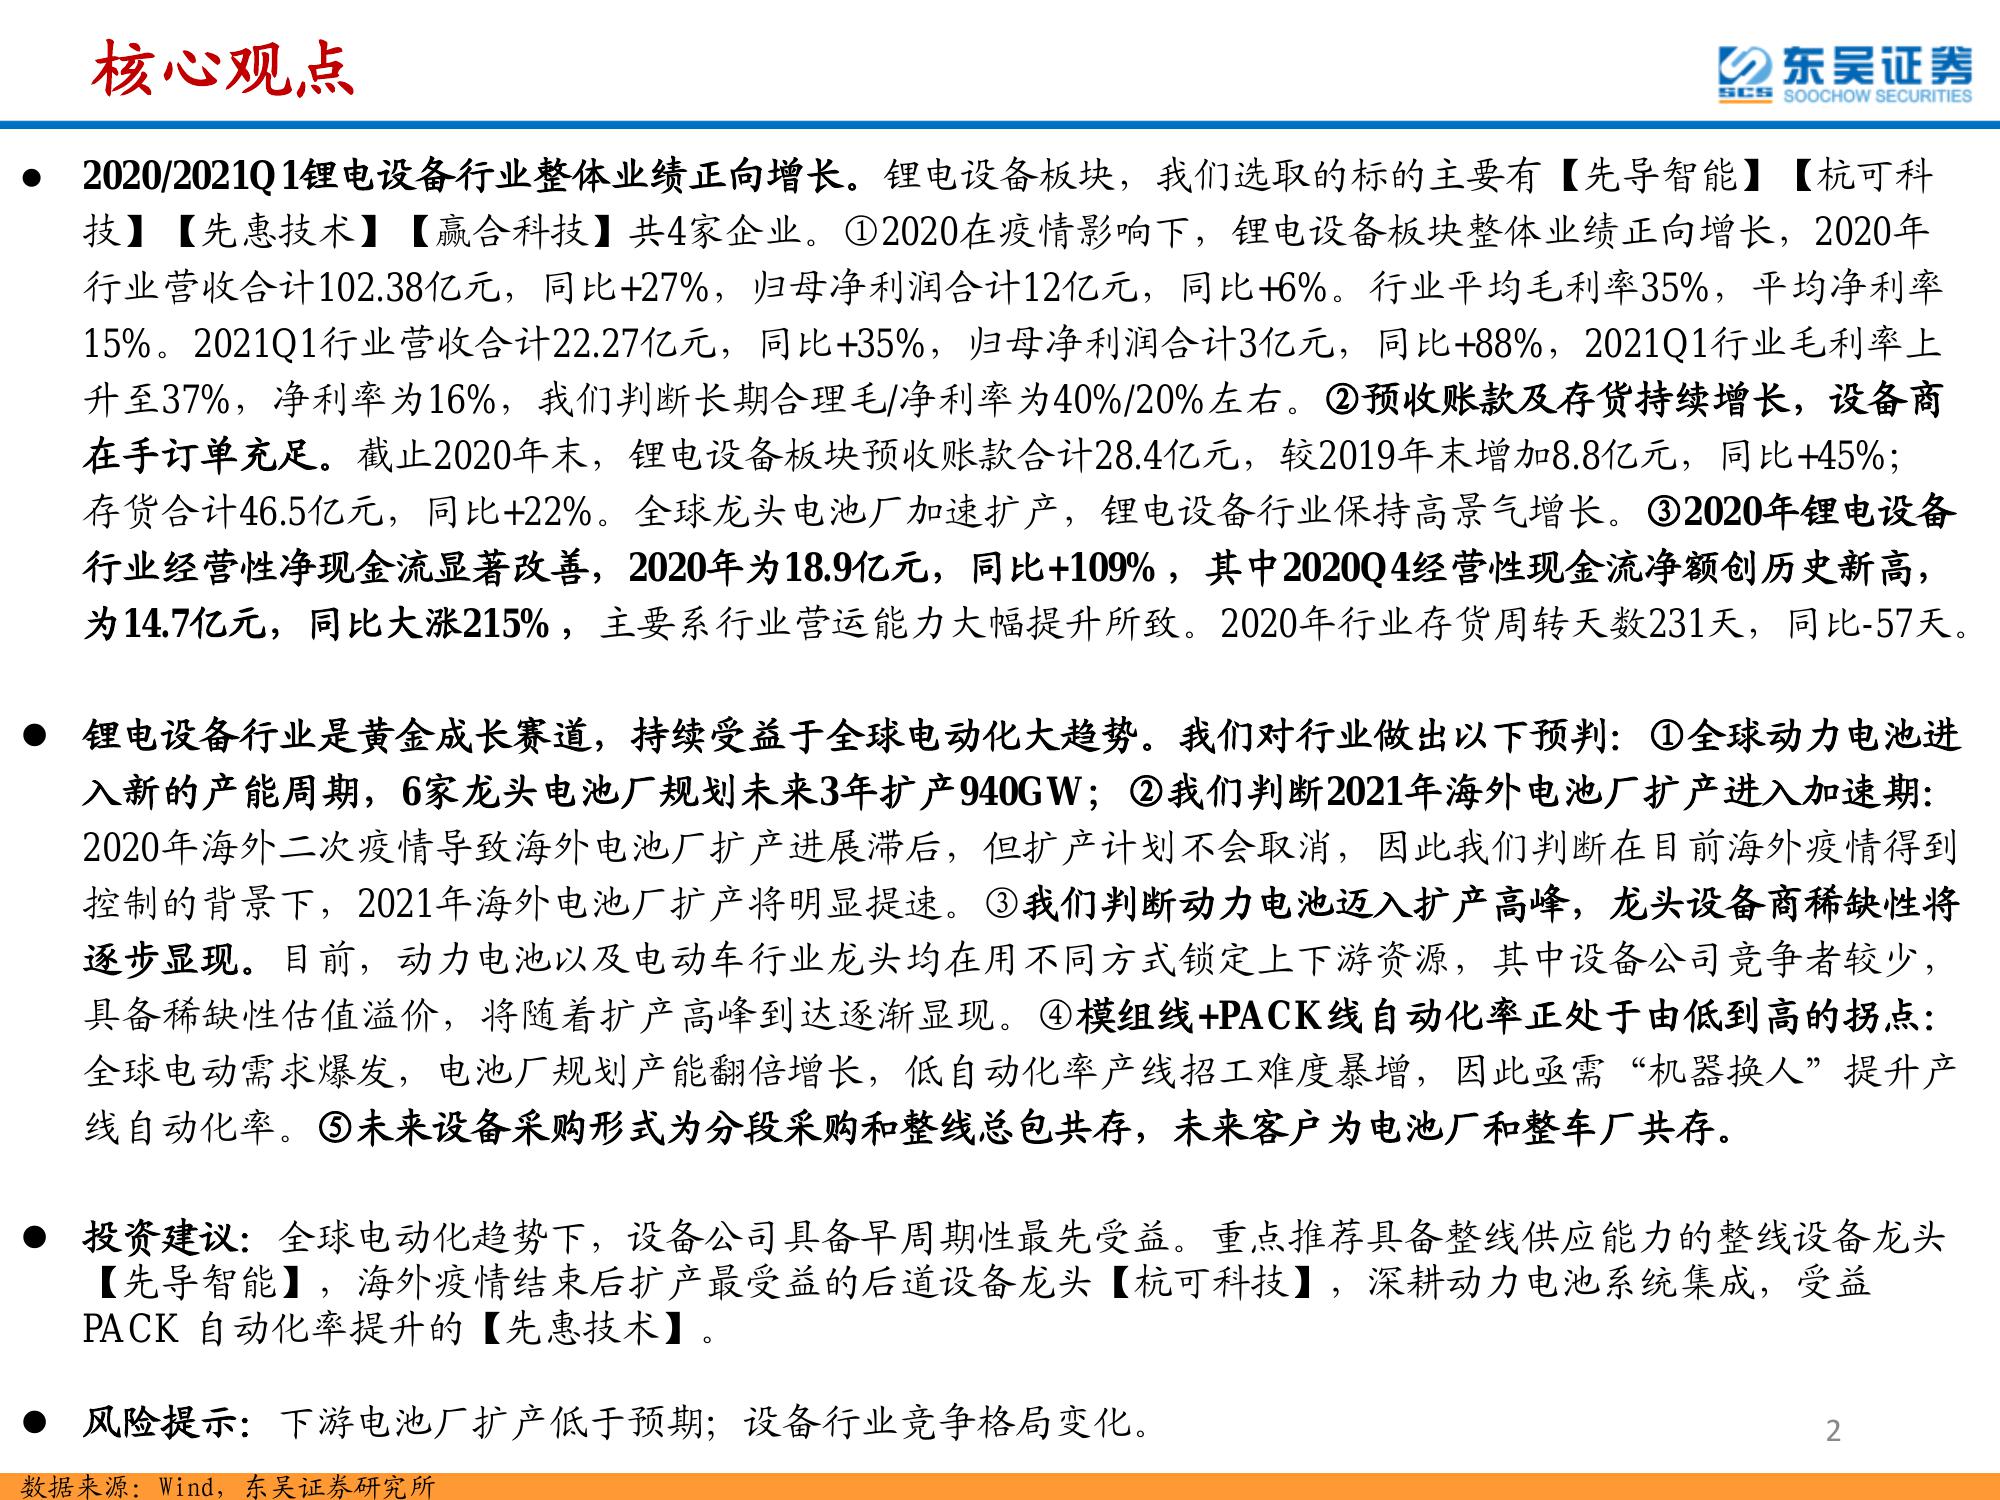 核心观点
东吴证券
SCS SOOCHOW SECURITIES
● 2020/2021Q1锂电设备行业整体业绩正向增长。锂电设备板块，我们选取的标的主要有【先导智能】【杭可科
技】【先惠技术】【赢合科技】共4家企业。①2020在疫情影响下，锂电设备板块整体业绩正向增长，2020年
行业营收合计102.38亿元，同比+27%，归母净利润合计12亿元，同比+6%。行业平均毛利率35%，平均净利率
15%。2021Q1行业营收合计22.27亿元，同比+35%，归母净利润合计3亿元，同比+88%，2021Q1行业毛利率上
升至37%，净利率为16%，我们判断长期合理毛/净利率为40%/20%左右。②预收账款及存货持续增长，设备商
在手订单充足。截止2020年末，锂电设备板块预收账款合计28.4亿元，较2019年末增加8.8亿元，同比+45%；
存货合计46.5亿元，同比+22%。全球龙头电池厂加速扩产，锂电设备行业保持高景气增长。③2020年锂电设备
行业经营性净现金流显著改善，2020年为18.9亿元，同比+109%，其中2020Q4经营性现金流净额创历史新高，
为14.7亿元，同比大涨215%，主要系行业营运能力大幅提升所致。2020年行业存货周转天数231天，同比-57天。
● 锂电设备行业是黄金成长赛道，持续受益于全球电动化大趋势。我们对行业做出以下预判：①全球动力电池进
入新的产能周期，6家龙头电池厂规划未来3年扩产940GW；②我们判断2021年海外电池厂扩产进入加速期：
2020年海外二次疫情导致海外电池厂扩产进展滞后，但扩产计划不会取消，因此我们判断在目前海外疫情得到
控制的背景下，2021年海外电池厂扩产将明显提速。③我们判断动力电池迈入扩产高峰，龙头设备商稀缺性将
逐步显现。目前，动力电池以及电动车行业龙头均在用不同方式锁定上下游资源，其中设备公司竞争者较少，
具备稀缺性估值溢价，将随着扩产高峰到达逐渐显现。④模组线+PACK线自动化率正处于由低到高的拐点：
全球电动需求爆发，电池厂规划产能翻倍增长，低自动化率产线招工难度暴增，因此亟需“机器换人”提升产
线自动化率。⑤未来设备采购形式为分段采购和整线总包共存，未来客户为电池厂和整车厂共存。
● 投资建议：全球电动化趋势下，设备公司具备早周期性最先受益。重点推荐具备整线供应能力的整线设备龙头
【先导智能】，海外疫情结束后扩产最受益的后道设备龙头【杭可科技】，深耕动力电池系统集成，受益
PACK 自动化率提升的【先惠技术】。
● 风险提示：下游电池厂扩产低于预期；设备行业竞争格局变化。
2
数据来源：Wind，东吴证券研究所